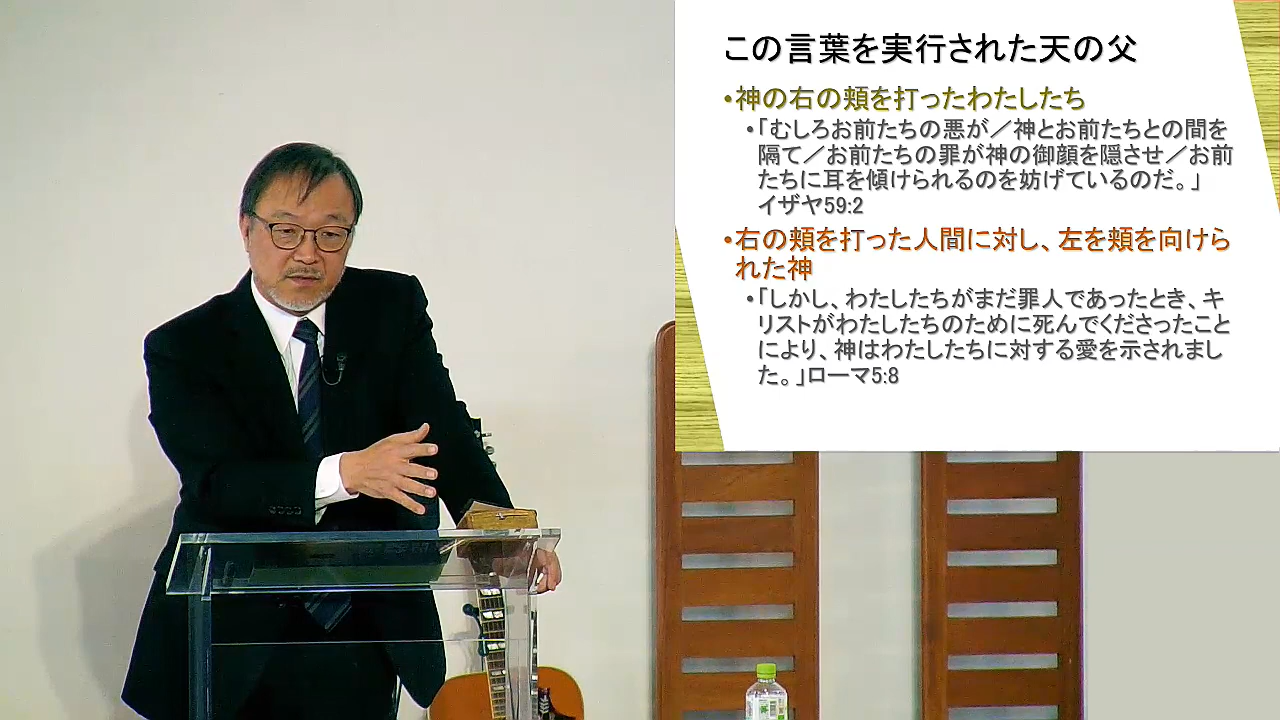 この言葉を実行された天の父
•神の右の頬を打ったわたしたち
•「むしろお前たちの悪が／神とお前たちとの間を
隔て／お前たちの罪が神の御顔を隠させ／お前
たちに耳を傾けられるのを妨げているのだ。」
イザヤ59:2
•右の頬を打った人間に対し、左を頬を向けら
れた神
•「しかし、わたしたちがまだ罪人であったとき、キ
リストがわたしたちのために死んでくださったこと
により、神はわたしたちに対する愛を示されまし
た。」ローマ5:8